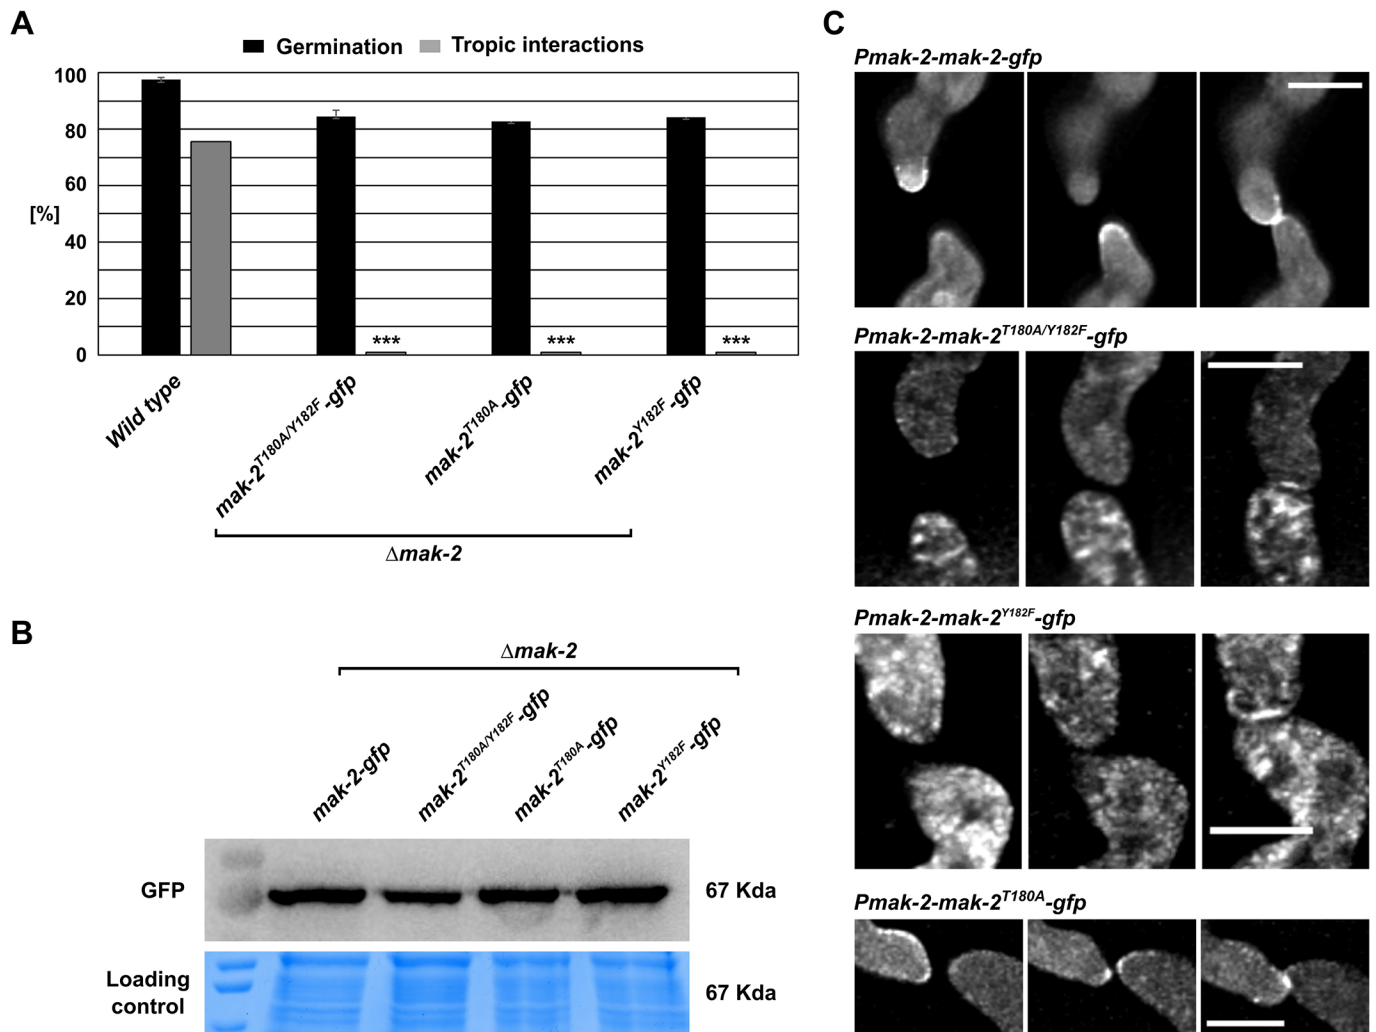 A
Germination Tropic interactions
100
80
60
[%]
40
20
0
*** *** ***
Wild type
mak-2T180A/Y182F-gfp
mak-2T180A-gfp
mak-2Y182F-gfp
Δmak-2
B
Δmak-2
mak-2-gfp
mak-2T180A/Y182F-gfp
mak-2T180A-gfp
mak-2Y182F-gfp
GFP
67 Kda
Loading
control
67 Kda
C
Pmak-2-mak-2-gfp
Pmak-2-mak-2T180A/Y182F-gfp
Pmak-2-mak-2Y182F-gfp
Pmak-2-mak-2T180A-gfp